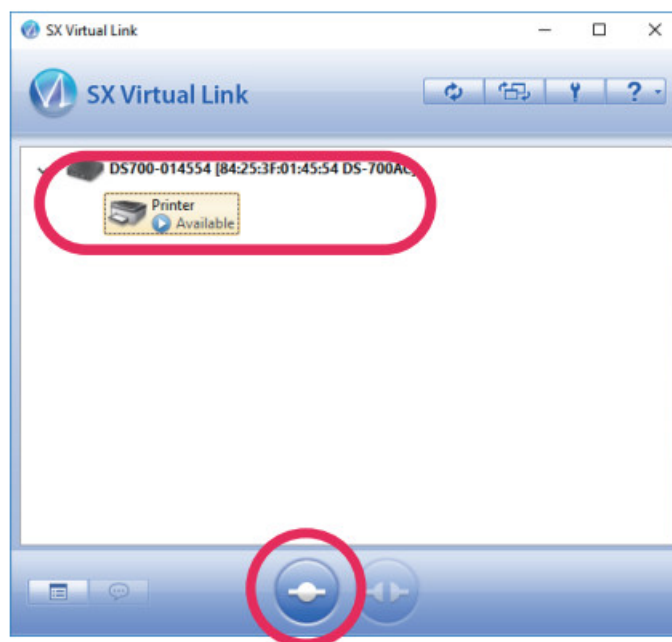 SX Virtual Link
SX Virtual Link
?
DS700-014554 [84:25:3F:01:45:54 DS-700AC]
Printer
Available